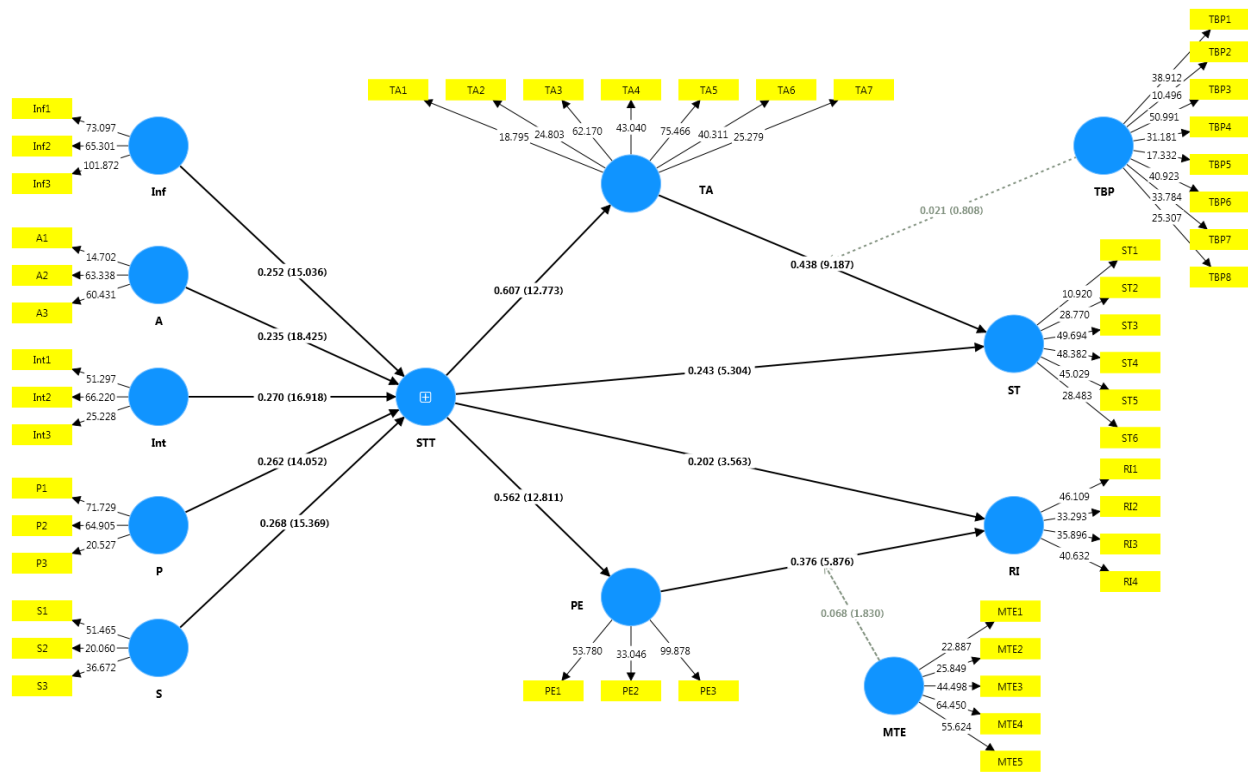 TBP1
TBP2
TBP3
TBP4
TBP5
TBP6
TBP7
TBP8
38.912
10.496
50.991
31.181
17.332
40.923
33.784
25.307
TBP
TA1
TA2
TA3
TA4
TA5
TA6
TA7
18.795
24.803
62.170
43.040
75.466
40.311
25.279
TA
Inf1
Inf2
Inf3
73.097
65.301
101.872
Inf
A1
A2
A3
14.702
63.338
60.431
A
Int1
Int2
Int3
51.297
66.220
25.228
Int
P1
P2
P3
71.729
64.905
20.527
P
S1
S2
S3
51.465
20.060
36.672
S
0.252 (15.036)
0.235 (18.425)
0.270 (16.918)
0.262 (14.052)
0.268 (15.369)
STT
0.607 (12.773)
0.021 (0.808)
0.438 (9.187)
0.243 (5.304)
0.202 (3.563)
0.562 (12.811)
0.376 (5.876)
0.068 (1.830)
ST1
ST2
ST3
ST4
ST5
ST6
10.920
28.770
49.694
48.382
45.029
28.483
ST
RI1
RI2
RI3
RI4
46.109
33.293
35.896
40.632
RI
PE
53.780
33.046
99.878
PE1
PE2
PE3
MTE1
MTE2
MTE3
MTE4
MTE5
22.887
25.849
44.498
64.450
55.624
MTE